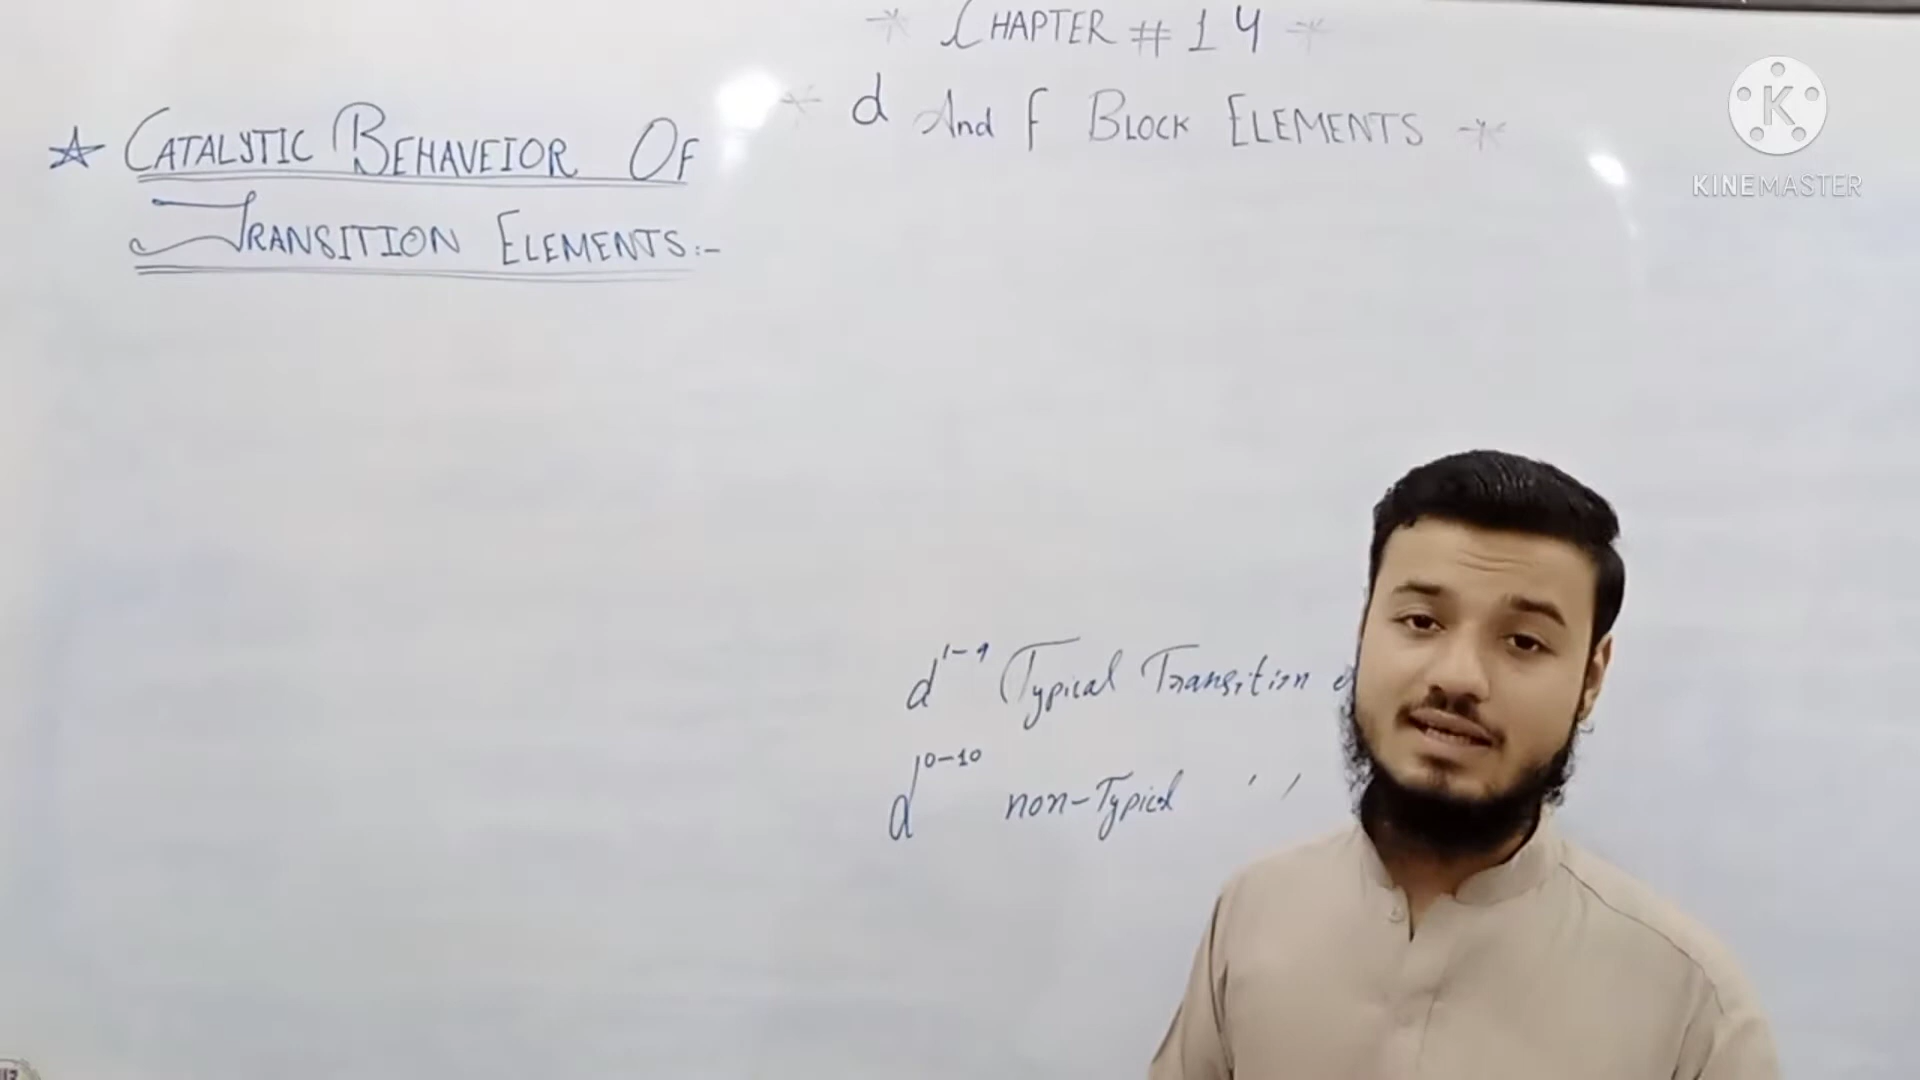 * CHAPTER # 14 *
* d And f BLOCK ELEMENTS *
☆ CATALYTIC BEHAVEIOR OF
TRANSITION ELEMENTS:-
d¹⁻⁹ Typical Transition e
d⁰⁻¹⁰ non-Typical ′ ′
KINEMASTER